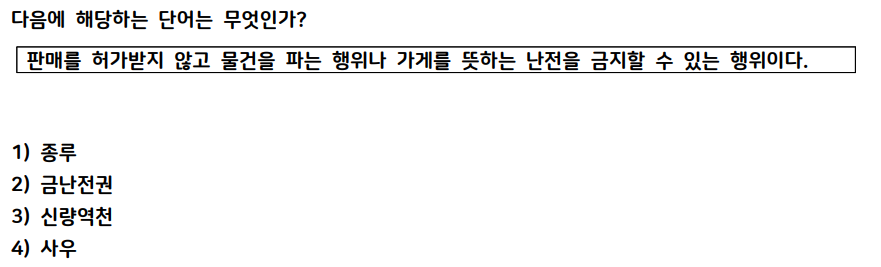 다음에 해당하는 단어는 무엇인가?
판매를 허가받지 않고 물건을 파는 행위나 가게를 뜻하는 난전을 금지할 수 있는 행위이다.
1) 종루
2) 금난전권
3) 신량역천
4) 사우